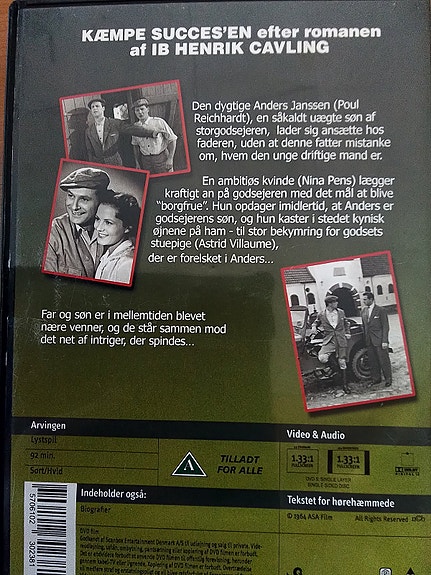 KÆMPE SUCCES'EN efter romanen
af IB HENRIK CAVLING
Den dygtige Anders Janssen (Poul
Reichhardt), en såkaldt uægte søn af
storgodsejeren, lader sig ansætte hos
faderen, uden at denne fatter mistanke
om, hvem den unge driftige mand er.
En ambitiøs kvinde (Nina Pens) lægger
kraftigt an på godsejeren med det mål at blive
"borgfrue". Hun opdager imidlertid, at Anders er
godsejerens søn, og hun kaster i stedet kynisk
øjnene på ham - til stor bekymring for godsets
stuepige (Astrid Villaume),
der er forelsket i Anders...
Far og søn er i mellemtiden blevet
nære venner, og de står sammen mod
det net af intriger, der spindes...
Arvingen
Lystspil
92 min.
Sort/Hvid
A
TILLADT
FOR ALLE
Video & Audio
1.33:1
1.33:1
Indeholder også:
Biografier
Tekstet for hørehæmmede
© 1964 ASA Film
All Rights Reserved
DVD film
5706102 302381